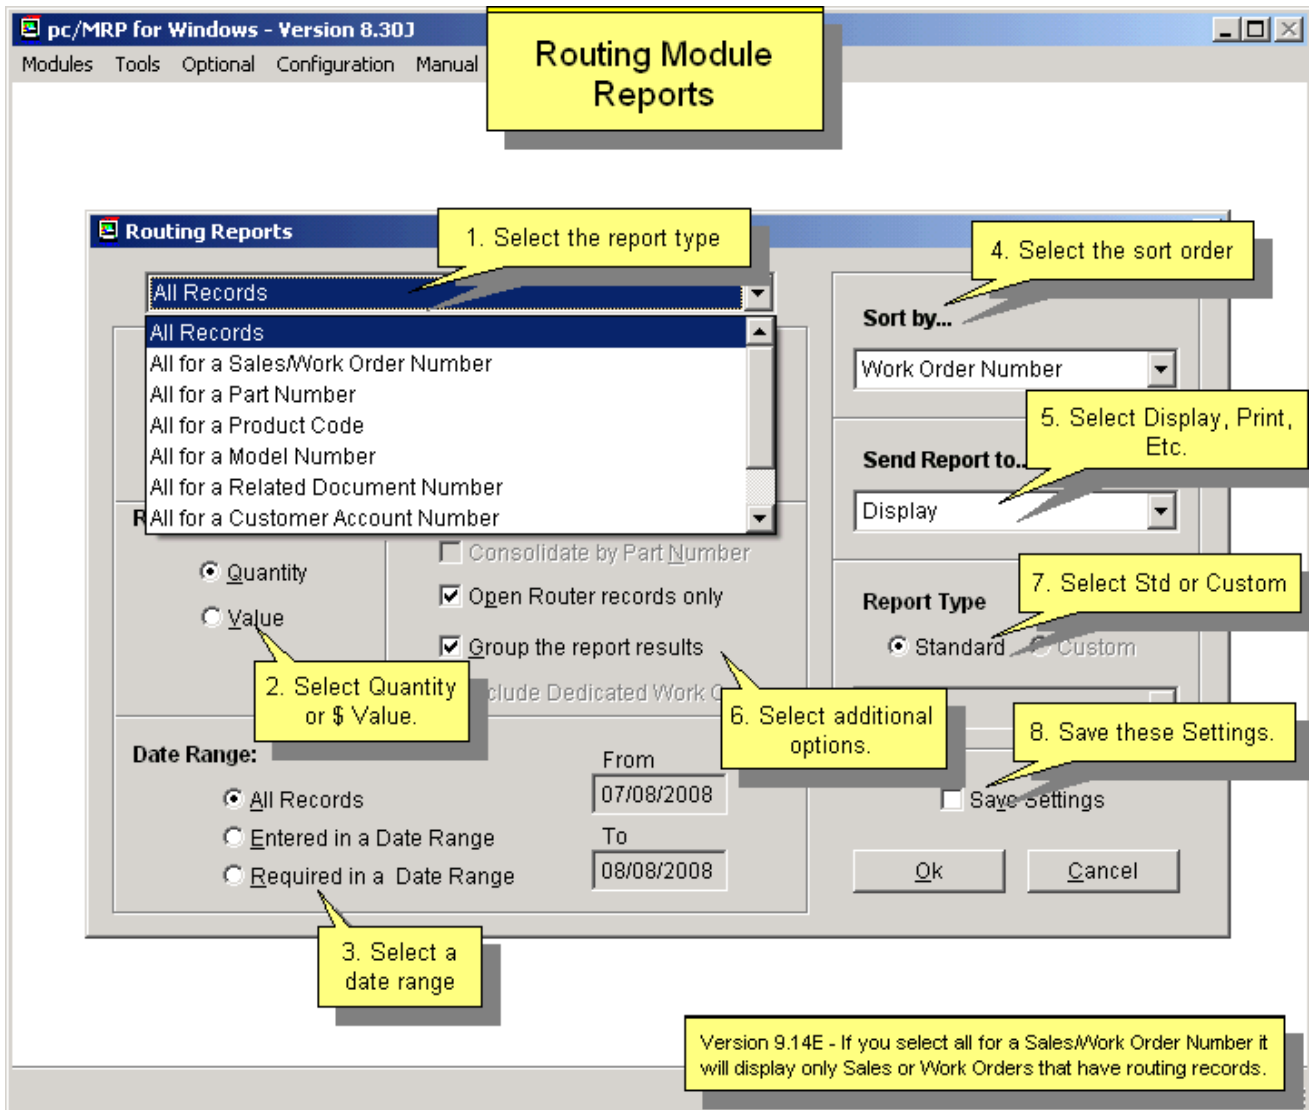 pc/MRP for Windows - Version 8.30J
Modules Tools Optional Configuration Manual
Routing Module
Reports
Routing Reports
1. Select the report type
4. Select the sort order
All Records
All Records
All for a Sales/Work Order Number
All for a Part Number
All for a Product Code
All for a Model Number
All for a Related Document Number
All for a Customer Account Number
Sort by...
Work Order Number
5. Select Display, Print,
Etc.
Send Report to..
Display
Quantity
Value
Consolidate by Part Number
Open Router records only
Group the report results
clude Dedicated Work
2. Select Quantity
or $ Value.
6. Select additional
options.
7. Select Std or Custom
Report Type
Standard Custom
8. Save these Settings.
Save Settings
Date Range:
All Records
Entered in a Date Range
Required in a Date Range
From
07/08/2008
To
08/08/2008
Ok Cancel
3. Select a
date range
Version 9.14E - If you select all for a Sales/Work Order Number it
will display only Sales or Work Orders that have routing records.